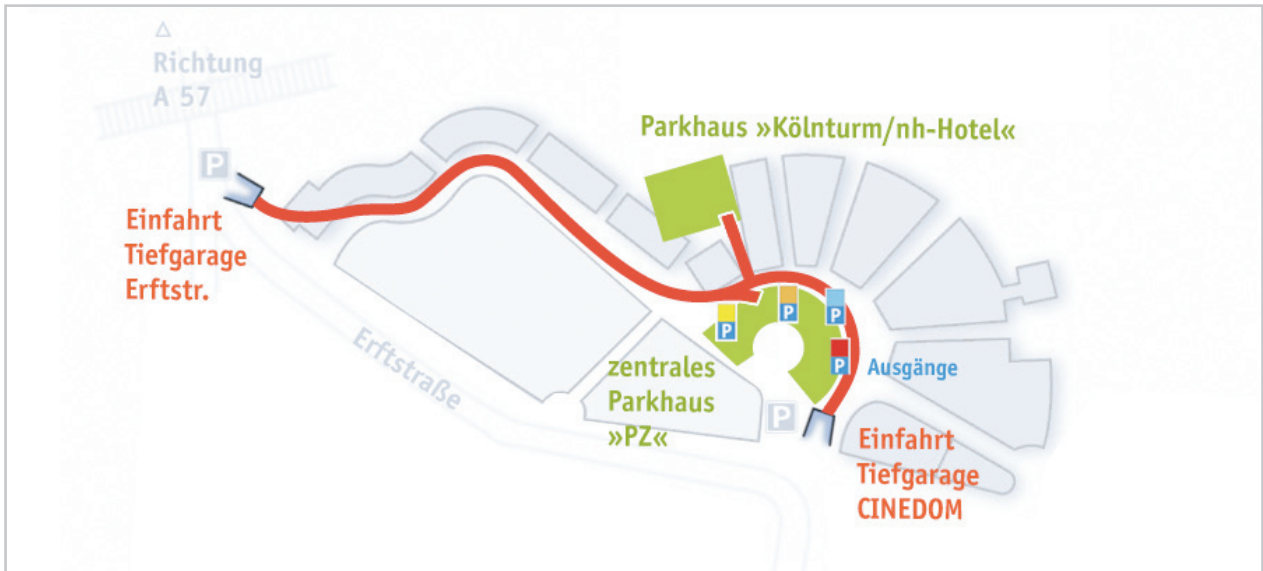 Richtung
A 57
P
Parkhaus »Kölnturm/nh-Hotel«
Einfahrt
Tiefgarage
Erftstr.
P
P
P
P
Ausgänge
Erftstraße
zentrales
Parkhaus
»PZ«
P
Einfahrt
Tiefgarage
CINEDOM